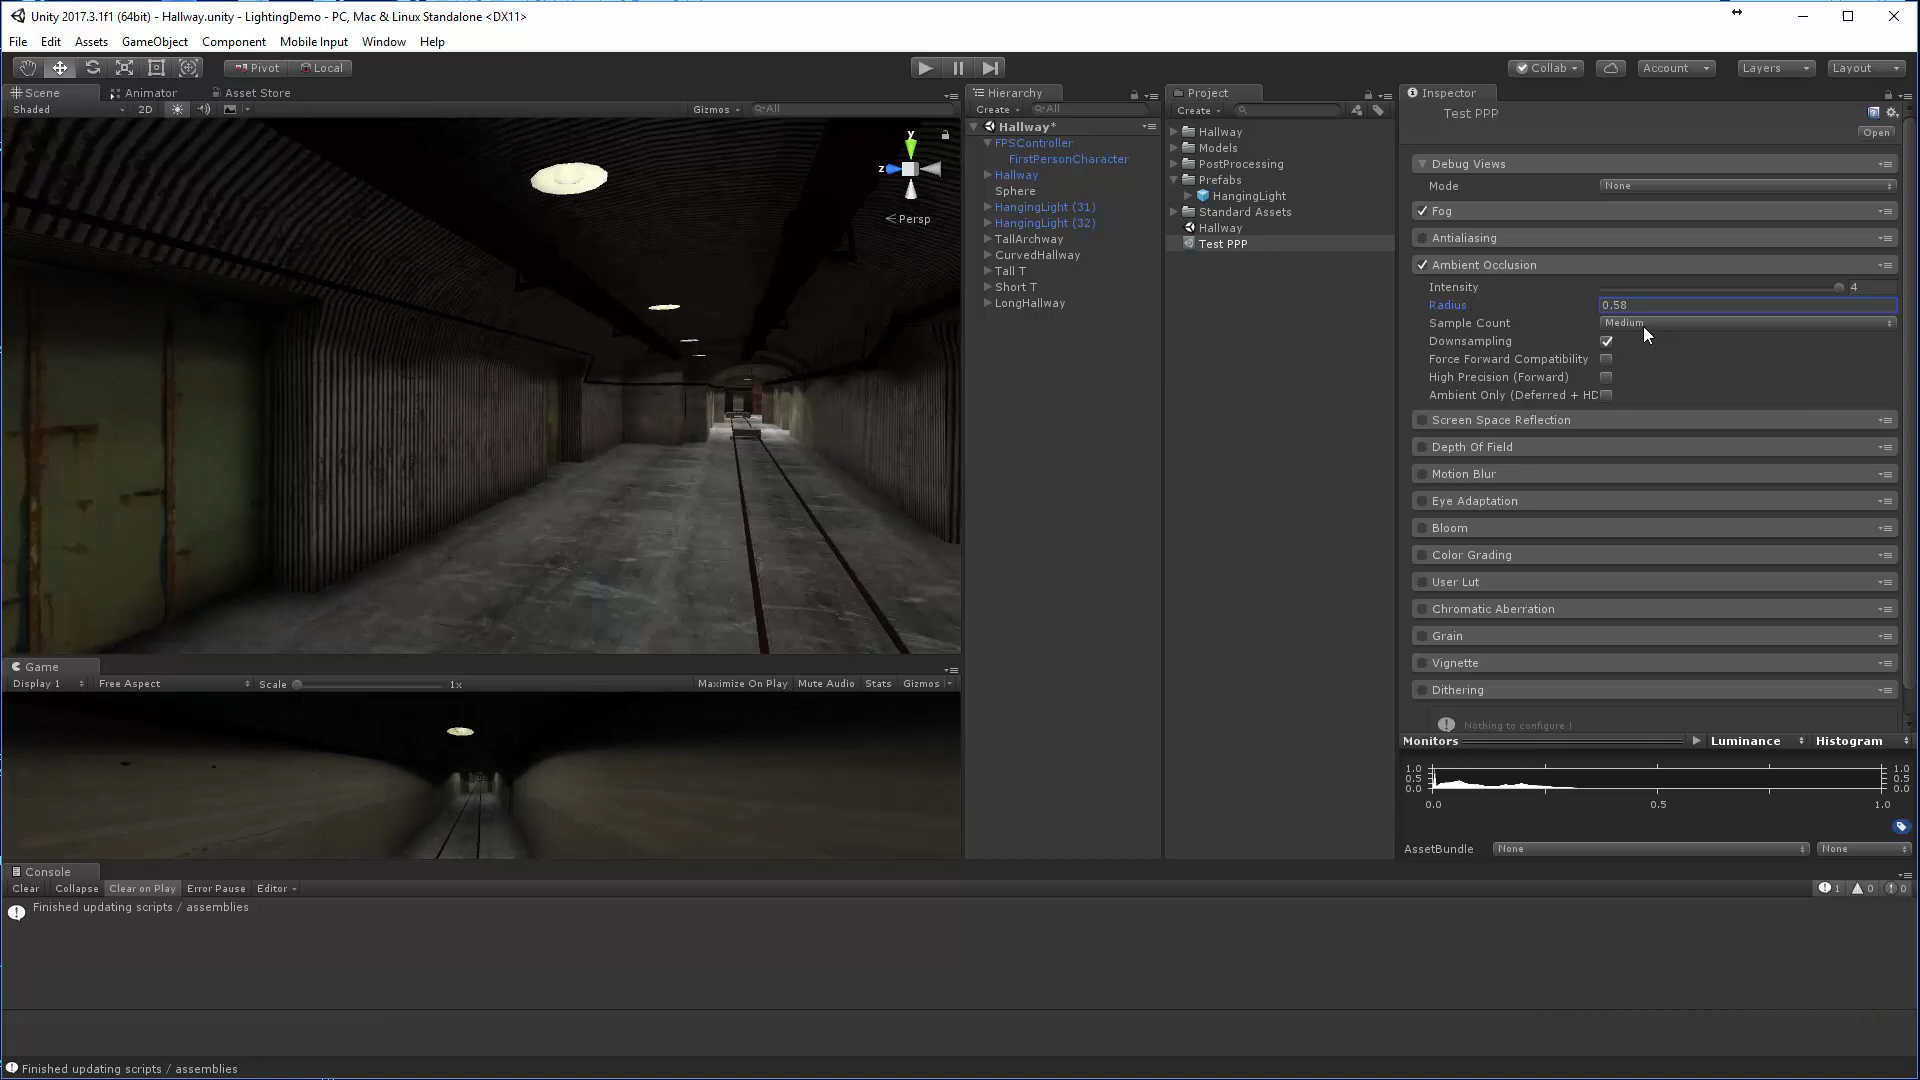 Unity 2017.3.1f1 (64bit) - Hallway.unity - LightingDemo - PC, Mac & Linux Standalone <DX11>
File Edit Assets GameObject Component Mobile Input Window Help
Pivot Local Collab Account Layers Layout
Scene Animator Asset Store
Shaded 2D Gizmos All
y
z
Persp
Game
Display 1 Free Aspect Scale 1x Maximize On Play Mute Audio Stats Gizmos
Hierarchy
Create All
Hallway*
FPSController
FirstPersonCharacter
Hallway
Sphere
HangingLight (31)
HangingLight (32)
TallArchway
CurvedHallway
Tall T
Short T
LongHallway
Project
Create
Hallway
Models
PostProcessing
Prefabs
HangingLight
Standard Assets
Hallway
Test PPP
Inspector
Test PPP
Open
Debug Views
Mode None
Fog
Antialiasing
Ambient Occlusion
Intensity 4
Radius 0.58
Sample Count Medium
Downsampling
Force Forward Compatibility
High Precision (Forward)
Ambient Only (Deferred + HD
Screen Space Reflection
Depth Of Field
Motion Blur
Eye Adaptation
Bloom
Color Grading
User Lut
Chromatic Aberration
Grain
Vignette
Dithering
Nothing to configure !
Monitors Luminance Histogram
1.0 1.0
0.5 0.5
0.0 0.0
0.0 0.5 1.0
AssetBundle None None
Console
Clear Collapse Clear on Play Error Pause Editor 1 0 0
Finished updating scripts / assemblies
Finished updating scripts / assemblies